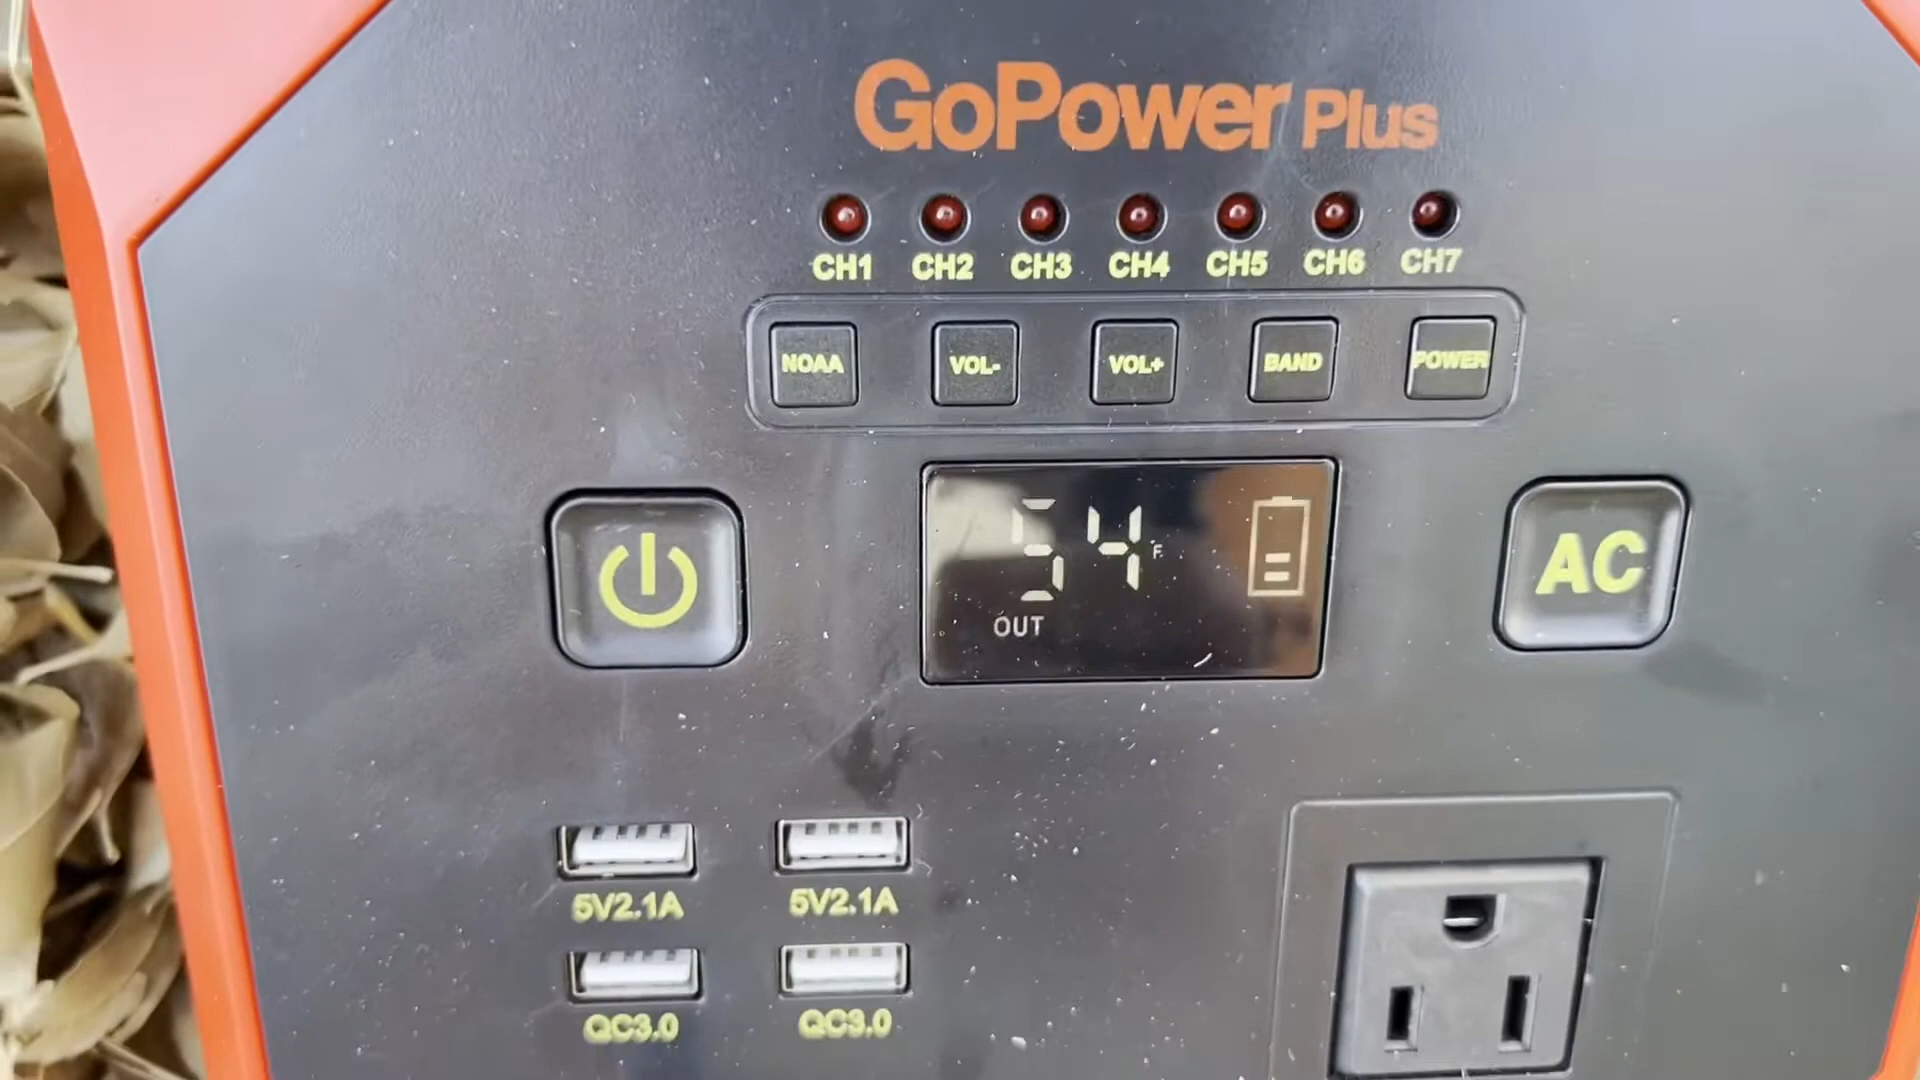 GoPower Plus
CH1 CH2 CH3 CH4 CH5 CH6 CH7
NOAA VOL- VOL+ BAND POWER
54 F
OUT
AC
5V2.1A 5V2.1A
QC3.0 QC3.0